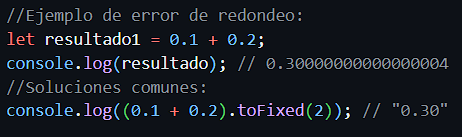 //Ejemplo de error de redondeo:
let resultado1 = 0.1 + 0.2;
console.log(resultado); // 0.30000000000000004
//Soluciones comunes:
console.log((0.1 + 0.2).toFixed(2)); // "0.30"